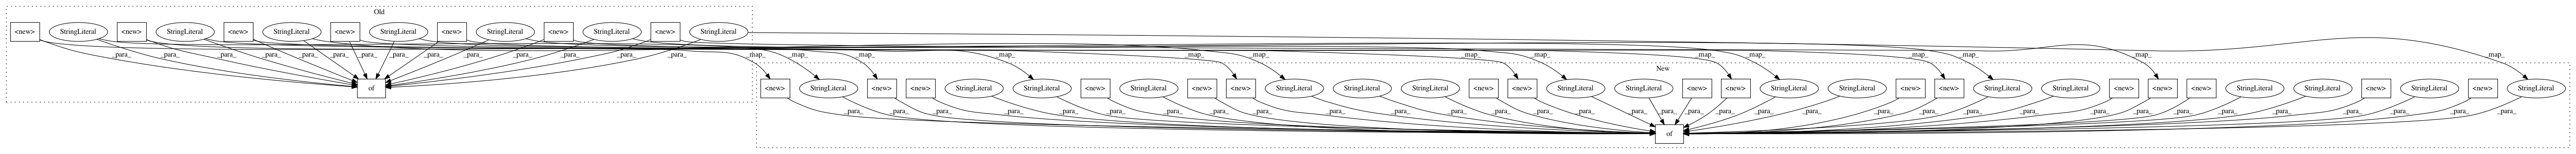 Old
<new> StringLiteral <new> StringLiteral <new> StringLiteral <new> StringLiteral <new> StringLiteral <new> StringLiteral <new> StringLiteral
_para_ _para_ _para_ _para_ _para_ _para_ _para_ _para_ _para_ _para_ _para_ _para_ _para_ _para_ _map_ _map_ _map_ _map_ _map_ _map_ _map_ _map_ _map_ _map_ _map_ _map_ _map_ _map_
New
of <new> StringLiteral <new> <new> StringLiteral StringLiteral <new> StringLiteral <new> <new> StringLiteral StringLiteral StringLiteral <new> <new> StringLiteral StringLiteral <new> <new> StringLiteral StringLiteral <new> <new> StringLiteral StringLiteral <new> <new> <new> StringLiteral StringLiteral <new> StringLiteral <new> StringLiteral
_para_ _para_ _para_ _para_ _para_ _para_ _para_ _para_ _para_ _para_ _para_ _para_ _para_ _para_ _para_ _para_ _para_ _para_ _para_ _para_ _para_ _para_ _para_ _para_ _para_ _para_ _para_ _para_ _para_ _para_ _para_ _para_ _para_ _para_
of